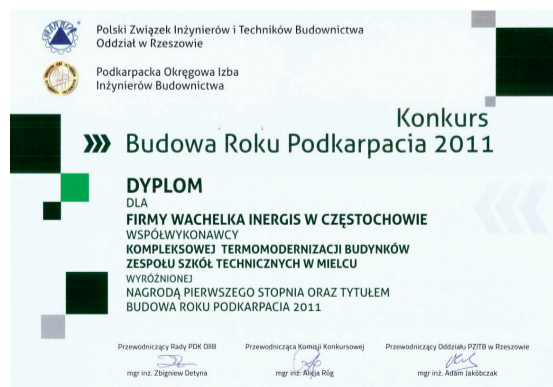 Polski Związek Inżynierów i Techników Budownictwa
Oddział w Rzeszowie
Podkarpacka Okręgowa Izba
Inżynierów Budownictwa
Konkurs
Budowa Roku Podkarpacia 2011
DYPLOM
DLA
FIRMY WACHELKA INERGIS W CZĘSTOCHOWIE
WSPÓŁWYKONAWCY
KOMPLEKSOWEJ TERMOMODERNIZACJI BUDYNKÓW
ZESPOŁU SZKÓŁ TECHNICZNYCH W MIELCU
WYRÓŻNIONEJ
NAGRODĄ PIERWSZEGO STOPNIA ORAZ TYTUŁEM
BUDOWA ROKU PODKARPACIA 2011
Przewodniczący Rady PDK OIIB
Przewodnicząca Komisji Konkursowej
Przewodniczący Oddziału PZITB w Rzeszowie
mgr inż. Zbigniew Detyna
mgr inż. Alicja Róg
mgr inż. Adam Jakóbczak